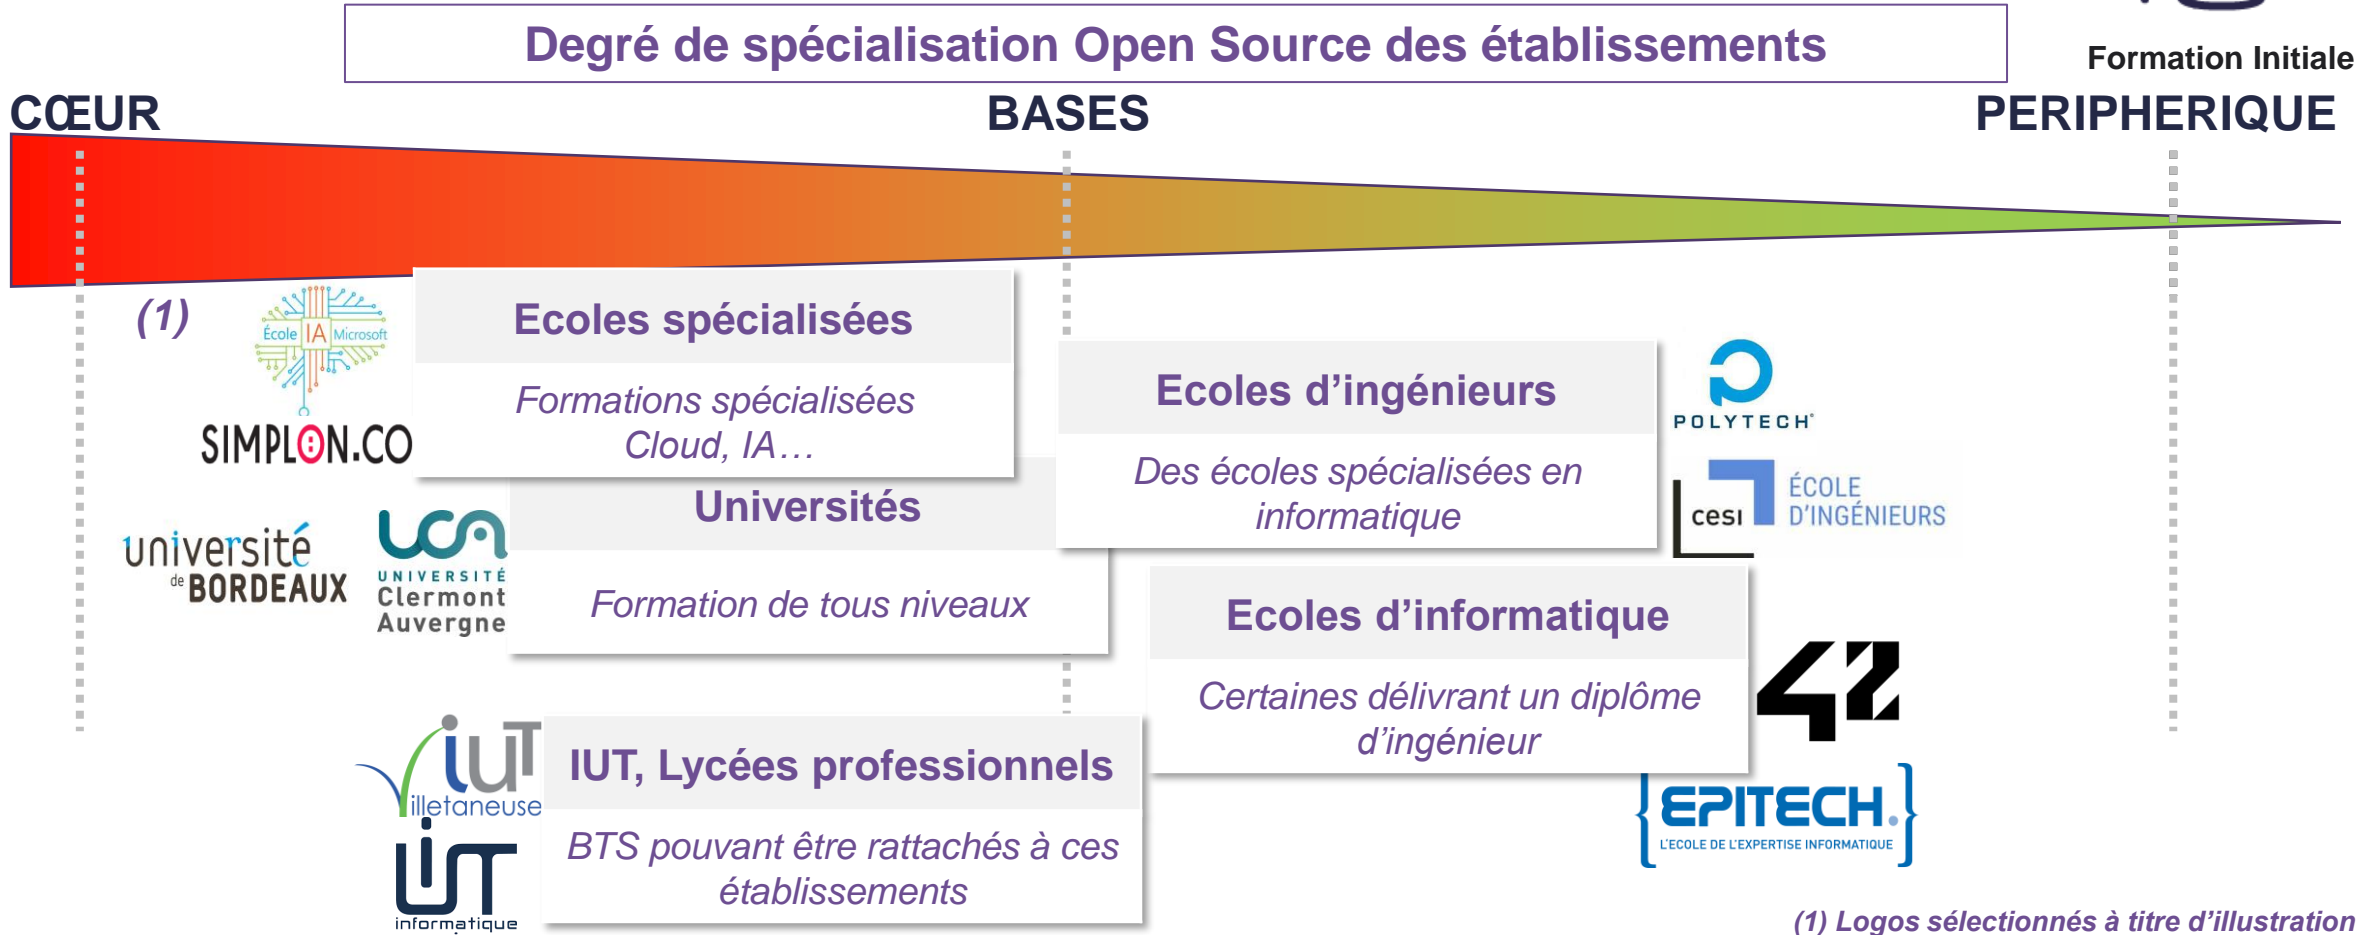 Degré de spécialisation Open Source des établissements
Formation Initiale
CŒUR
BASES
PERIPHERIQUE
(1)
École IA Microsoft
SIMPLON.CO
Ecoles spécialisées
Formations spécialisées
Cloud, IA…
université
de BORDEAUX
UCA
UNIVERSITÉ
Clermont
Auvergne
Universités
Formation de tous niveaux
Ecoles d’ingénieurs
Des écoles spécialisées en
informatique
POLYTECH
cesi
ÉCOLE
D'INGÉNIEURS
Ecoles d’informatique
Certaines délivrant un diplôme
d’ingénieur
42
{EPITECH.}
L'ECOLE DE L'EXPERTISE INFORMATIQUE
iUT
Villetaneuse
iUT
informatique
IUT, Lycées professionnels
BTS pouvant être rattachés à ces
établissements
(1) Logos sélectionnés à titre d’illustration